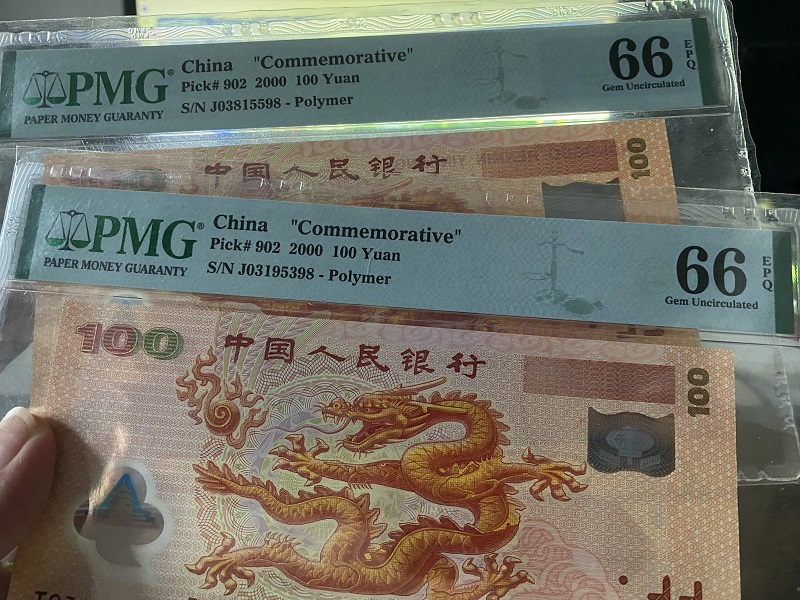 PMG®
PAPER MONEY GUARANTY
China "Commemorative"
Pick# 902 2000 100 Yuan
S/N J03815598 - Polymer
66
EPQ
Gem Uncirculated
中国人民银行
100
PMG®
PAPER MONEY GUARANTY
China "Commemorative"
Pick# 902 2000 100 Yuan
S/N J03195398 - Polymer
66
EPQ
Gem Uncirculated
100
中国人民银行
100